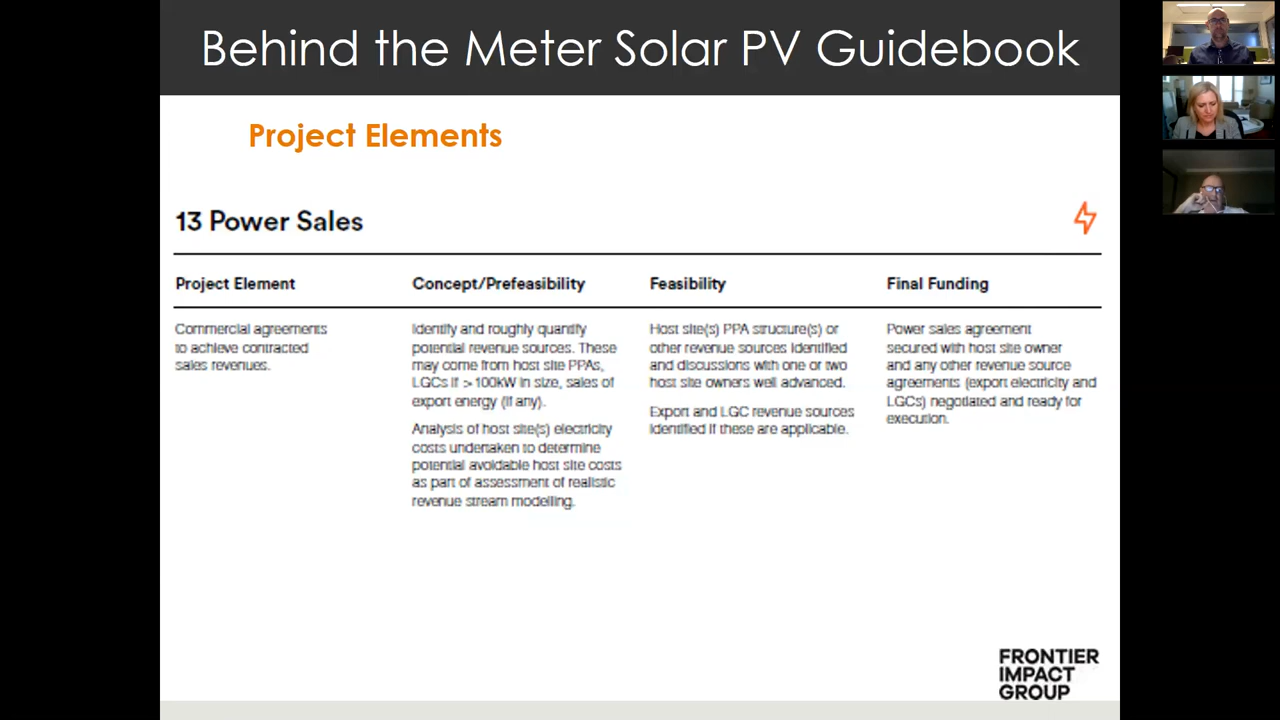 Behind the Meter Solar PV Guidebook
Project Elements
13 Power Sales
Project Element
Concept/Prefeasibility
Feasibility
Final Funding
Commercial agreements
to achieve contracted
sales revenues.
Identify and roughly quantify
potential revenue sources. These
may come from host site PPAs,
LGCs if >100kW in size, sales of
export energy (if any).
Analysis of host site(s) electricity
costs undertaken to determine
potential avoidable host site costs
as part of assessment of realistic
revenue stream modelling.
Host site(s) PPA structure(s) or
other revenue sources identified
and discussions with one or two
host site owners well advanced.
Export and LGC revenue sources
identified if these are applicable.
Power sales agreement
secured with host site owner
and any other revenue source
agreements (export electricity and
LGCs) negotiated and ready for
execution.
FRONTIER
IMPACT
GROUP